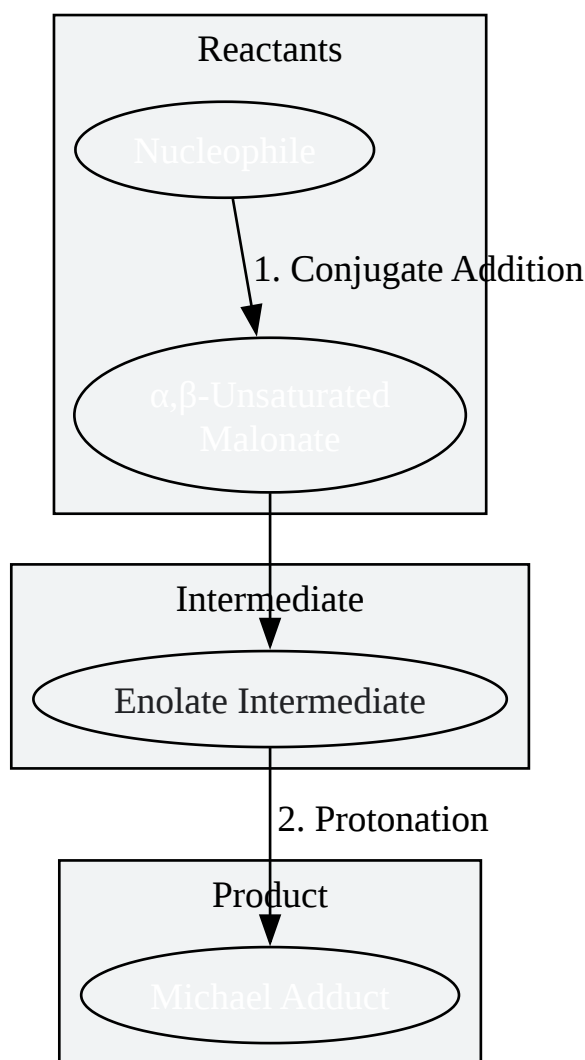 Reactants
Nucleophile
1. Conjugate Addition
α,β-Unsaturated
Malonate
Intermediate
Enolate Intermediate
2. Protonation
Product
Michael Adduct